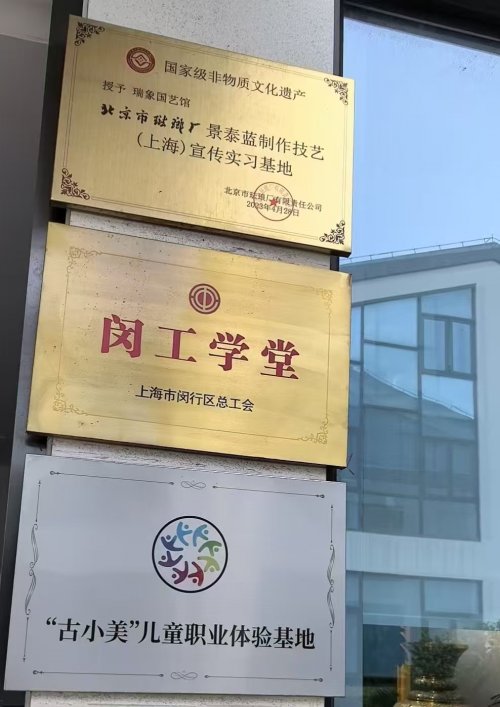 国家级非物质文化遗产
授予 瑞象国艺馆
北京市珐琅厂 景泰蓝制作技艺
(上海)宣传实习基地
北京市珐琅厂有限责任公司
2023年4月28日
闵工学堂
上海市闵行区总工会
“古小美”儿童职业体验基地